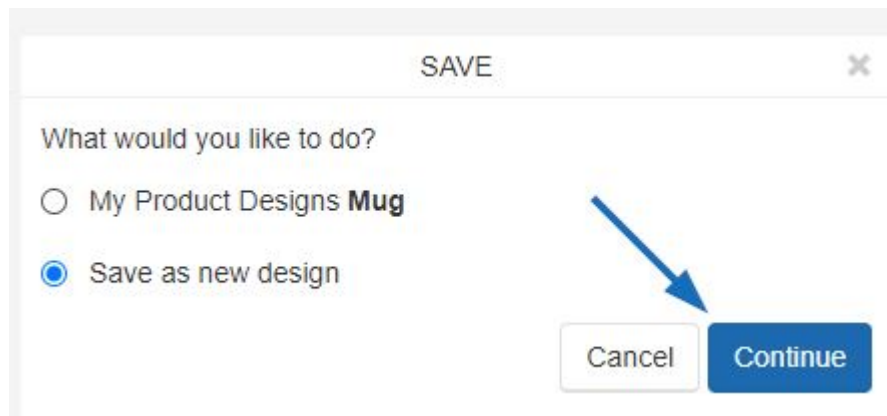 SAVE
What would you like to do?
My Product Designs Mug
Save as new design
Cancel Continue